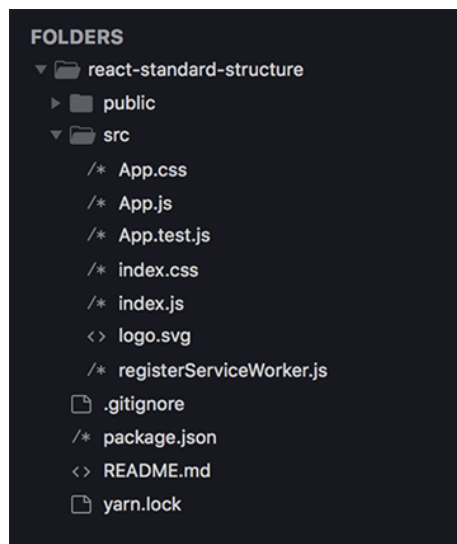 FOLDERS
react-standard-structure
public
src
/* App.css
/* App.js
/* App.test.js
/* index.css
/* index.js
<> logo.svg
/* registerServiceWorker.js
.gitignore
/* package.json
<> README.md
yarn.lock